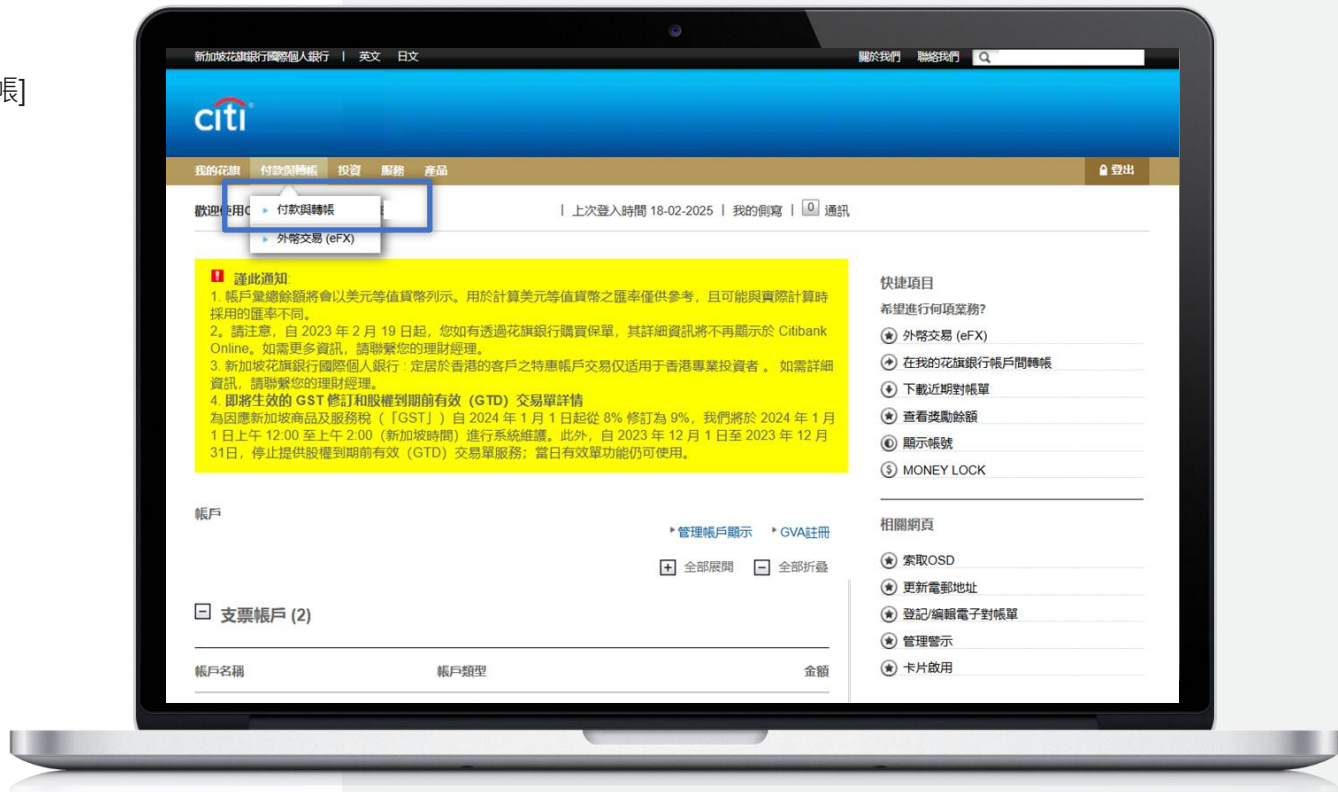 帳]
新加坡花旗銀行國際個人銀行 | 英文 日文
關於我們 聯絡我們
citi
我的花旗 付款與轉帳 投資 服務 產品
登出
歡迎使用
付款與轉帳
外幣交易 (eFX)
| 上次登入時間 18-02-2025 | 我的側寫 | 0 通訊
謹此通知:
1. 帳戶彙總餘額將會以美元等值貨幣列示。用於計算美元等值貨幣之匯率僅供參考，且可能與實際計算時
採用的匯率不同。
2。請注意，自 2023 年 2 月 19 日起，您如有透過花旗銀行購買保單，其詳細資訊將不再顯示於 Citibank
Online。如需更多資訊，請聯繫您的理財經理。
3. 新加坡花旗銀行國際個人銀行 : 定居於香港的客戶之特惠帳戶交易仅适用于香港專業投資者 。 如需詳細
資訊，請聯繫您的理財經理。
4. 即將生效的 GST 修訂和股權到期前有效（GTD）交易單詳情
為因應新加坡商品及服務稅（「GST」）自 2024 年 1 月 1 日起從 8% 修訂為 9%，我們將於 2024 年 1 月
1 日上午 12:00 至上午 2:00（新加坡時間）進行系統維護。此外，自 2023 年 12 月 1 日至 2023 年 12 月
31日，停止提供股權到期前有效（GTD）交易單服務；當日有效單功能仍可使用。
快捷項目
希望進行何項業務?
外幣交易 (eFX)
在我的花旗銀行帳戶間轉帳
下載近期對帳單
查看獎勵餘額
顯示帳號
MONEY LOCK
帳戶
管理帳戶顯示 GVA註冊
全部展開 全部折疊
支票帳戶 (2)
帳戶名稱 帳戶類型 金額
相關網頁
索取OSD
更新電郵地址
登記/編輯電子對帳單
管理警示
卡片啟用